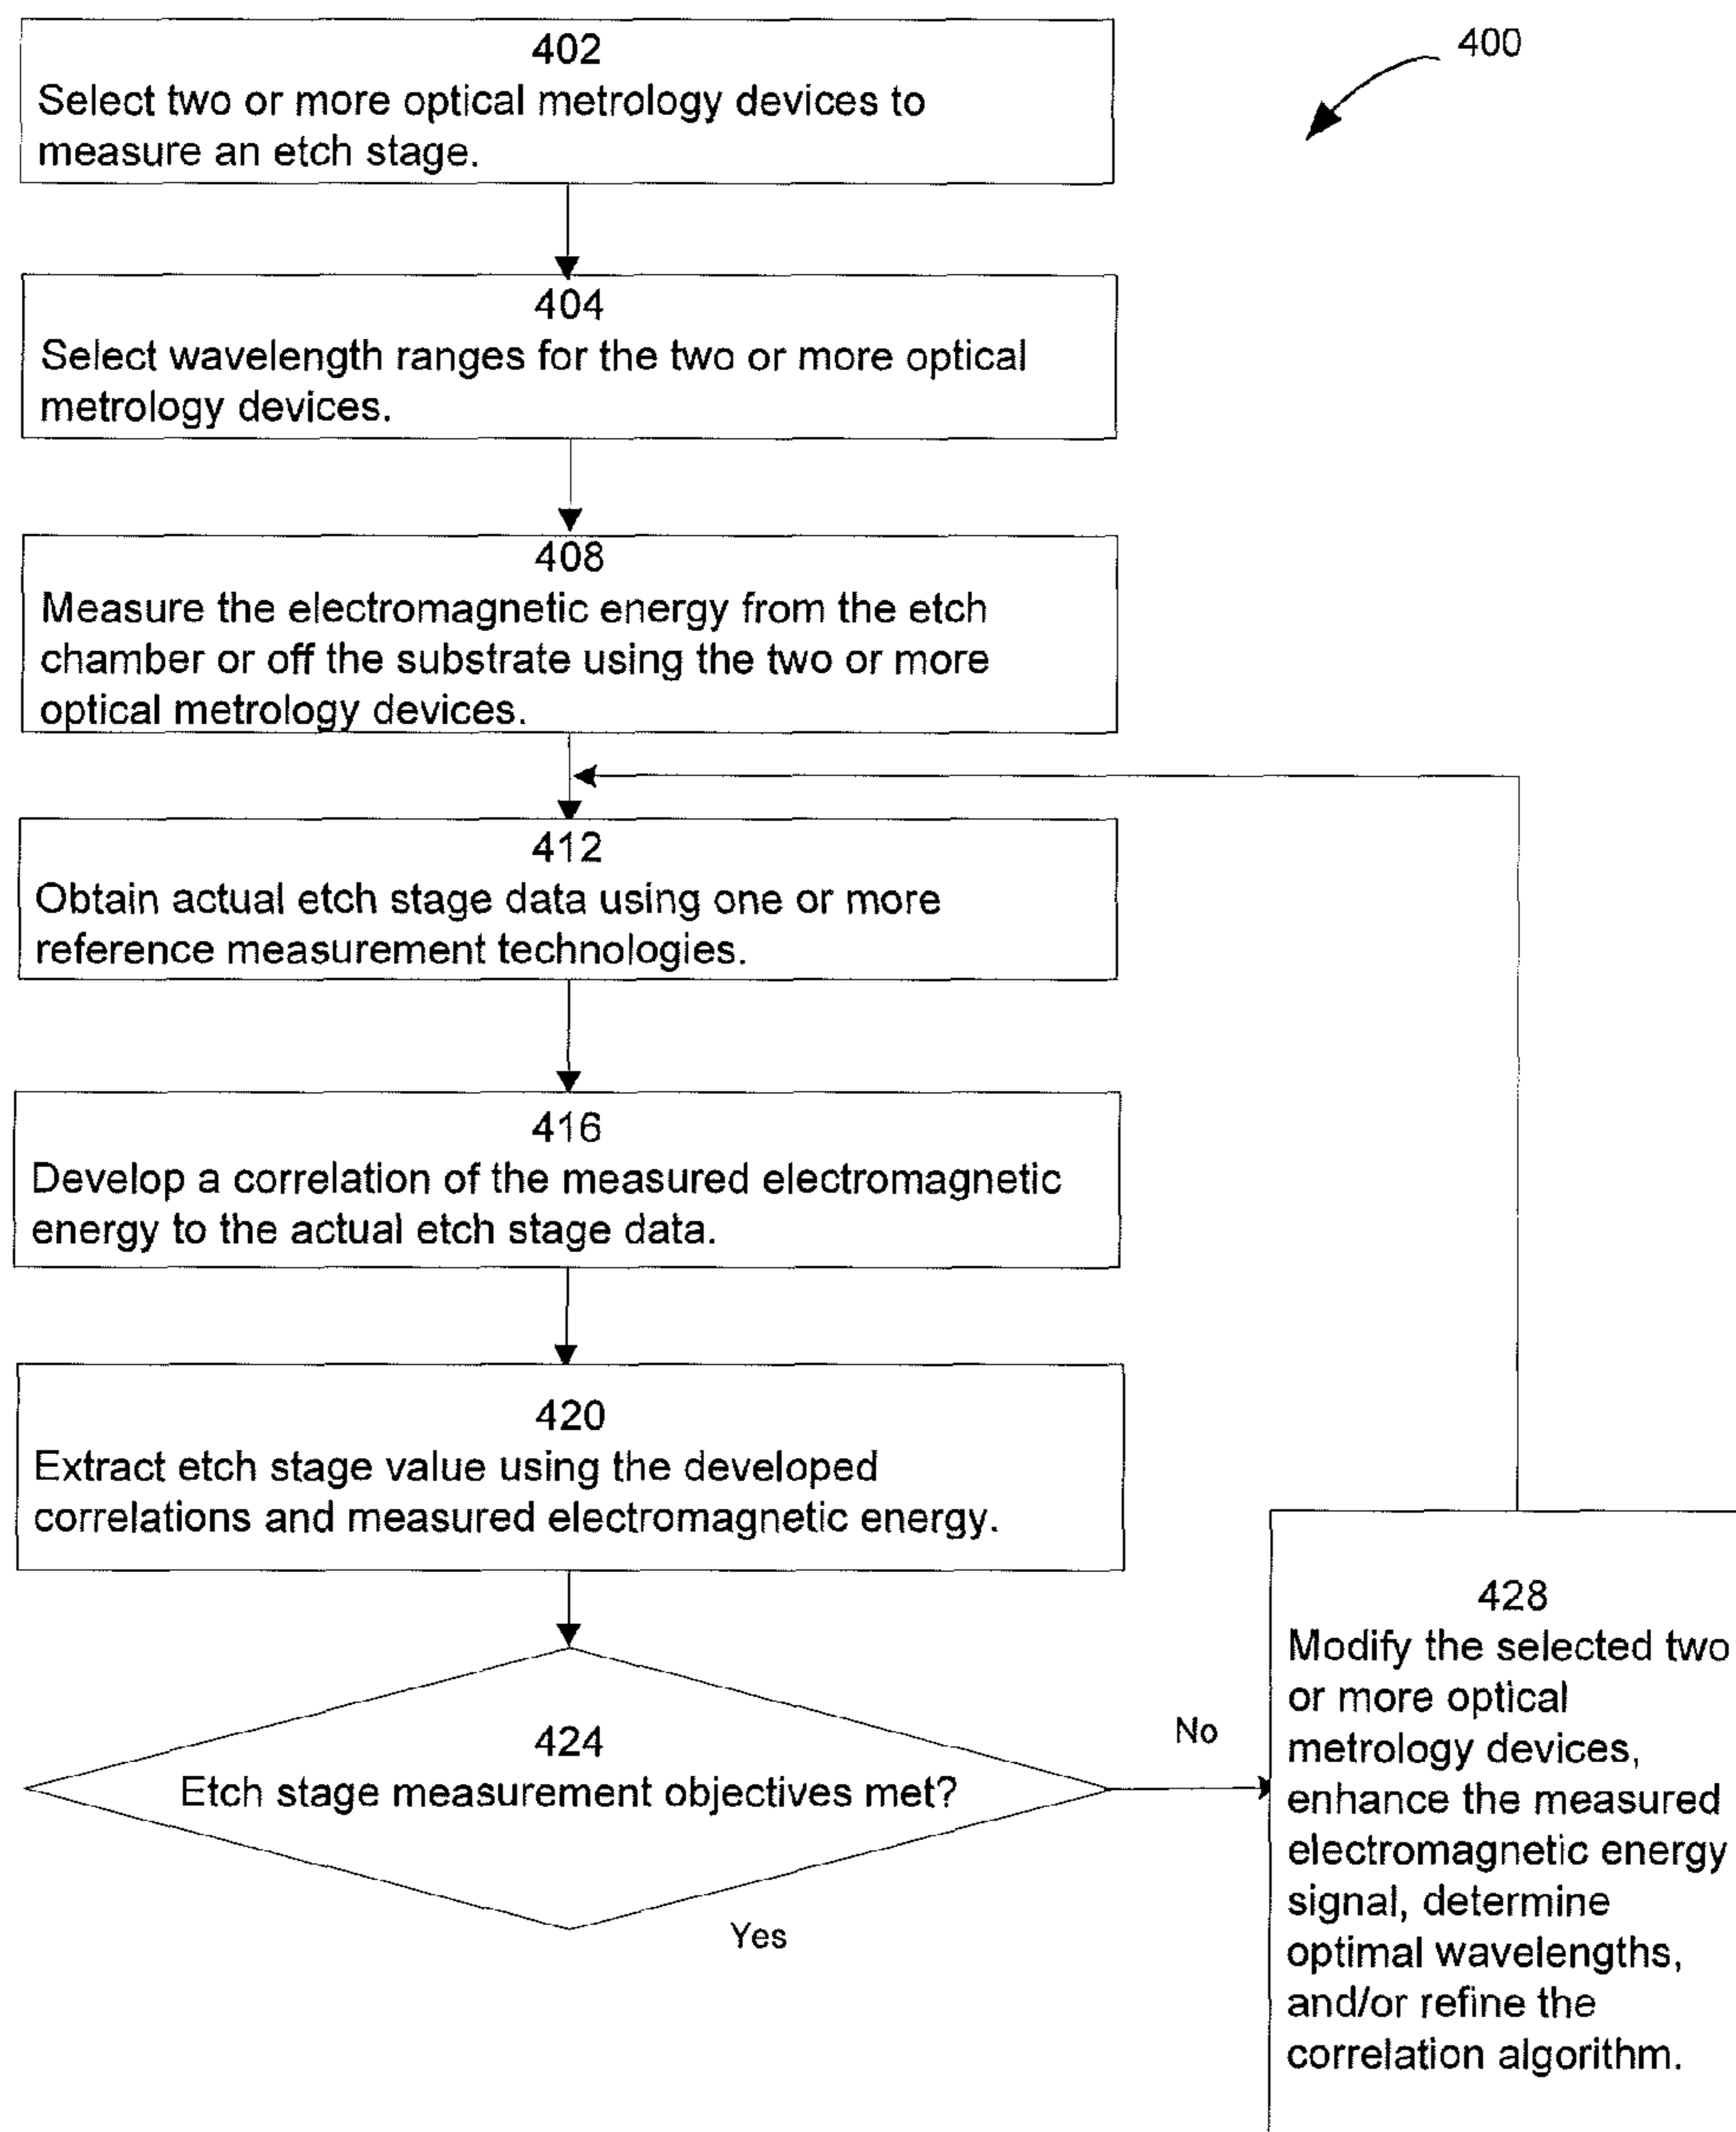 400
402
Select two or more optical metrology devices to
measure an etch stage.
404
Select wavelength ranges for the two or more optical
metrology devices.
408
Measure the electromagnetic energy from the etch
chamber or off the substrate using the two or more
optical metrology devices.
412
Obtain actual etch stage data using one or more
reference measurement technologies.
416
Develop a correlation of the measured electromagnetic
energy to the actual etch stage data.
420
Extract etch stage value using the developed
correlations and measured electromagnetic energy.
424
Etch stage measurement objectives met?
No
Yes
428
Modify the selected two
or more optical
metrology devices,
enhance the measured
electromagnetic energy
signal, determine
optimal wavelengths,
and/or refine the
correlation algorithm.